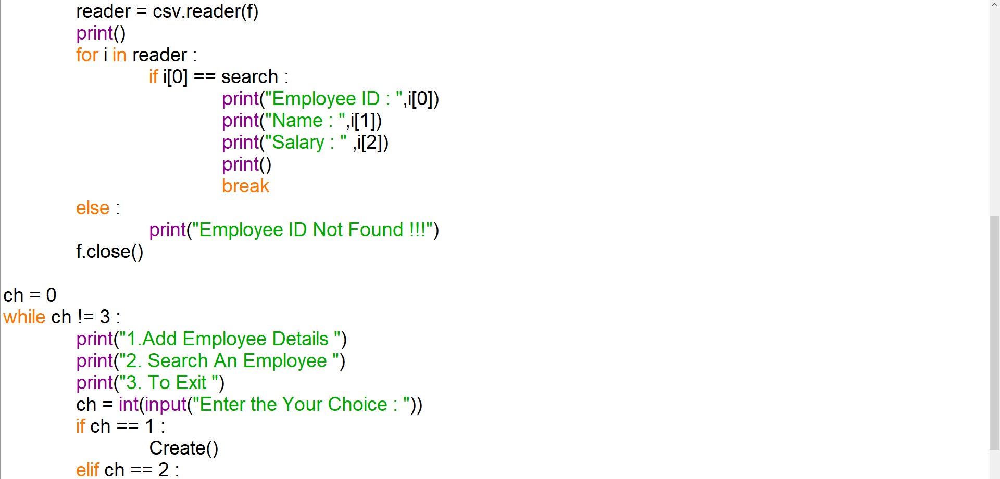 reader = csv.reader(f)
print()
for i in reader :
if i[0] == search :
print("Employee ID : ",i[0])
print("Name : ",i[1])
print("Salary : " ,i[2])
print()
break
else :
print("Employee ID Not Found !!!")
f.close()
ch = 0
while ch != 3 :
print("1.Add Employee Details ")
print("2. Search An Employee ")
print("3. To Exit ")
ch = int(input("Enter the Your Choice : "))
if ch == 1 :
Create()
elif ch == 2 :